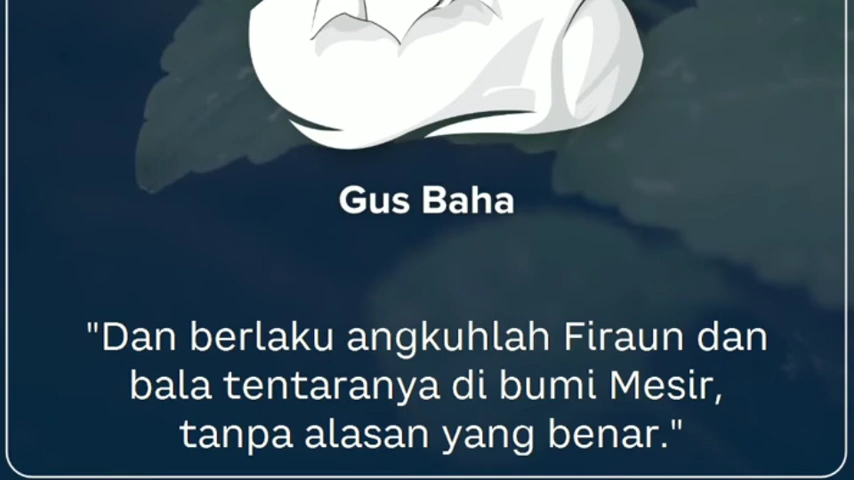 Gus Baha
"Dan berlaku angkuhlah Firaun dan
bala tentaranya di bumi Mesir,
tanpa alasan yang benar."